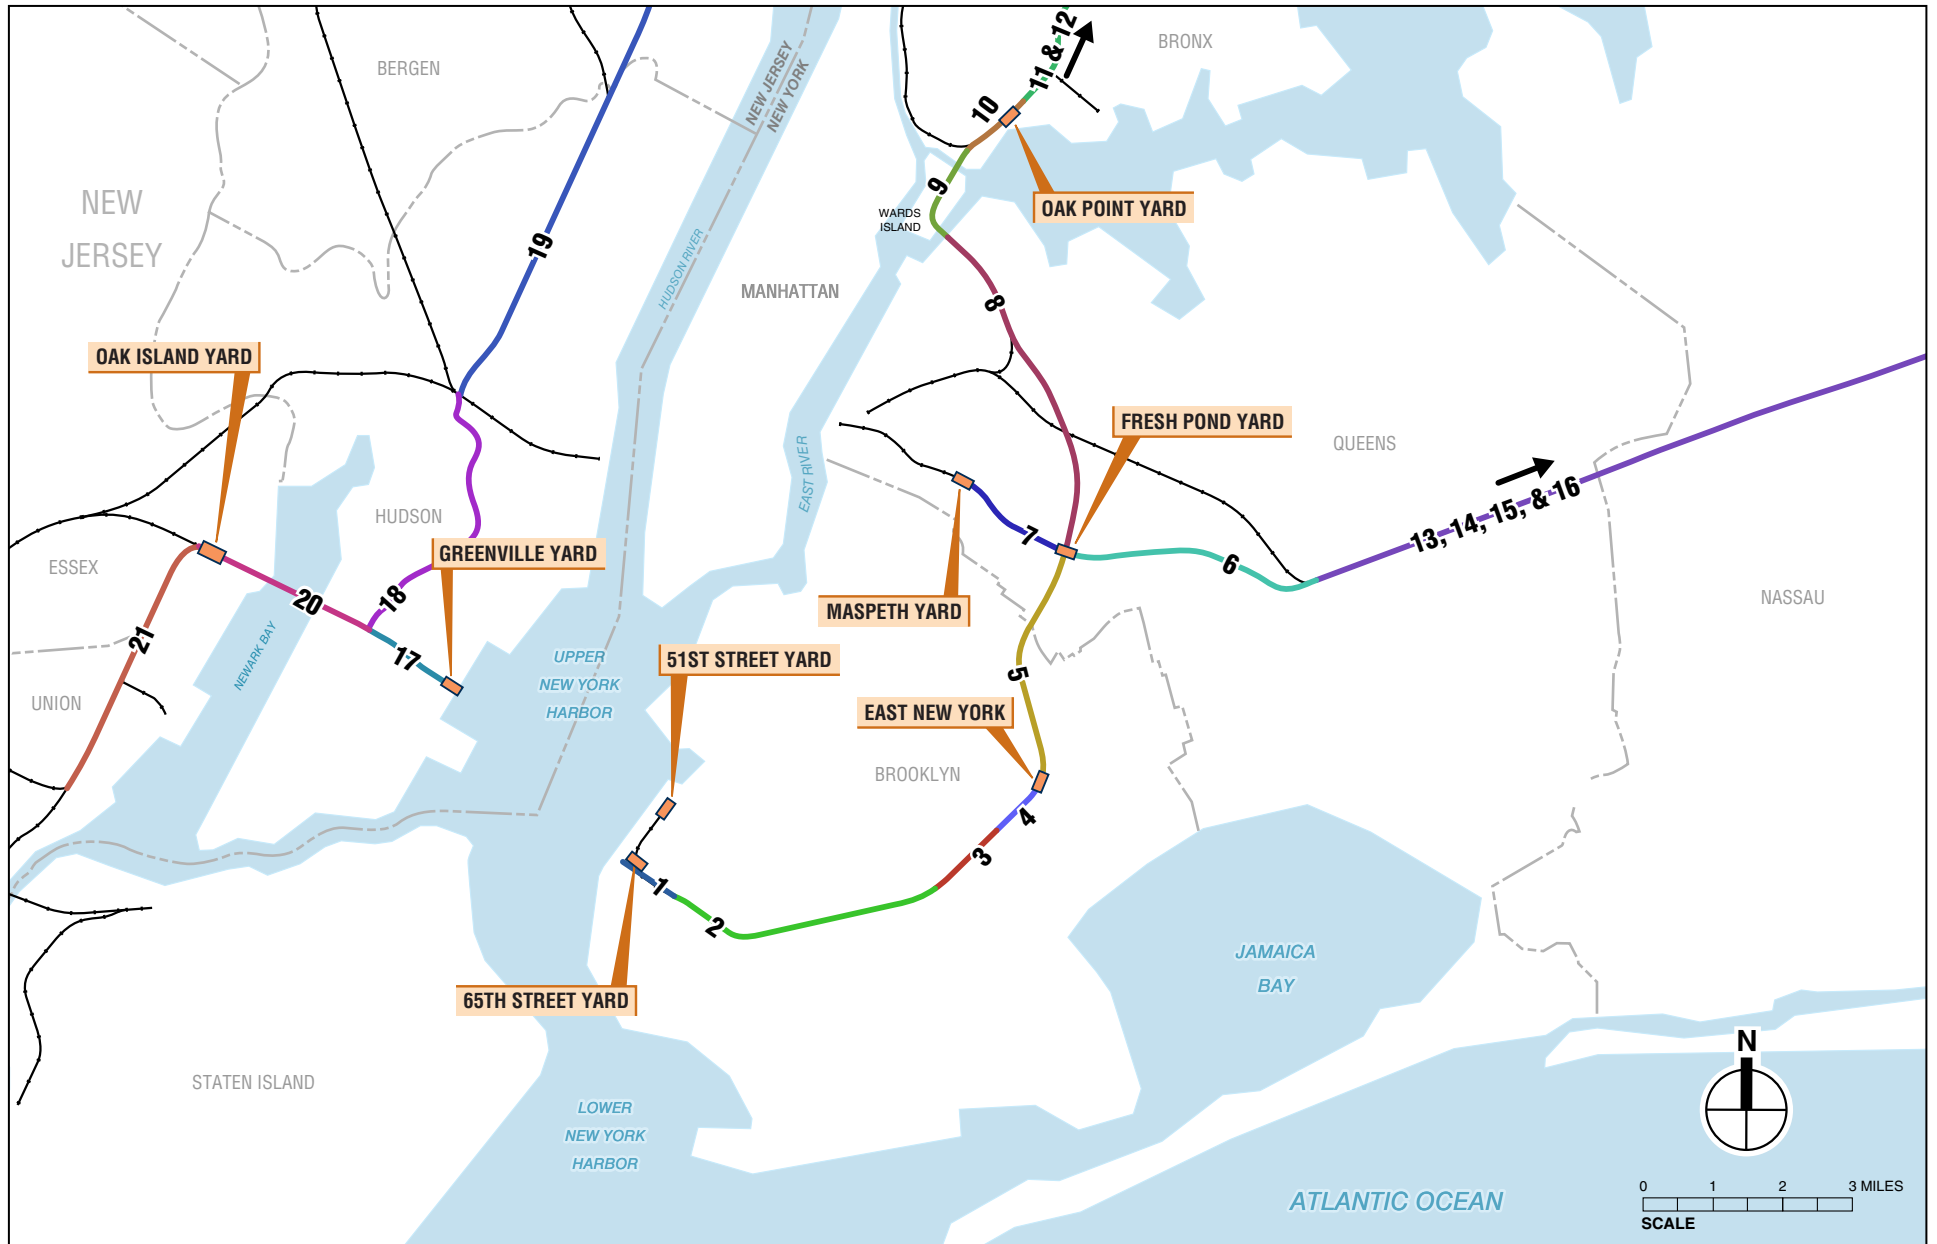 BERGEN
NEW JERSEY
NEW YORK
11 & 12
BRONX
10
NEW
JERSEY
9
OAK POINT YARD
WARDS
ISLAND
19
HUDSON RIVER
MANHATTAN
8
OAK ISLAND YARD
FRESH POND YARD
QUEENS
EAST RIVER
HUDSON
13, 14, 15, & 16
7
GREENVILLE YARD
6
ESSEX
20
18
MASPETH YARD
NASSAU
21
NEWARK BAY
17
UPPER
NEW YORK
HARBOR
51ST STREET YARD
5
UNION
EAST NEW YORK
BROOKLYN
4
3
1
2
JAMAICA
BAY
65TH STREET YARD
N
STATEN ISLAND
LOWER
NEW YORK
HARBOR
ATLANTIC OCEAN
0 1 2 3 MILES
SCALE